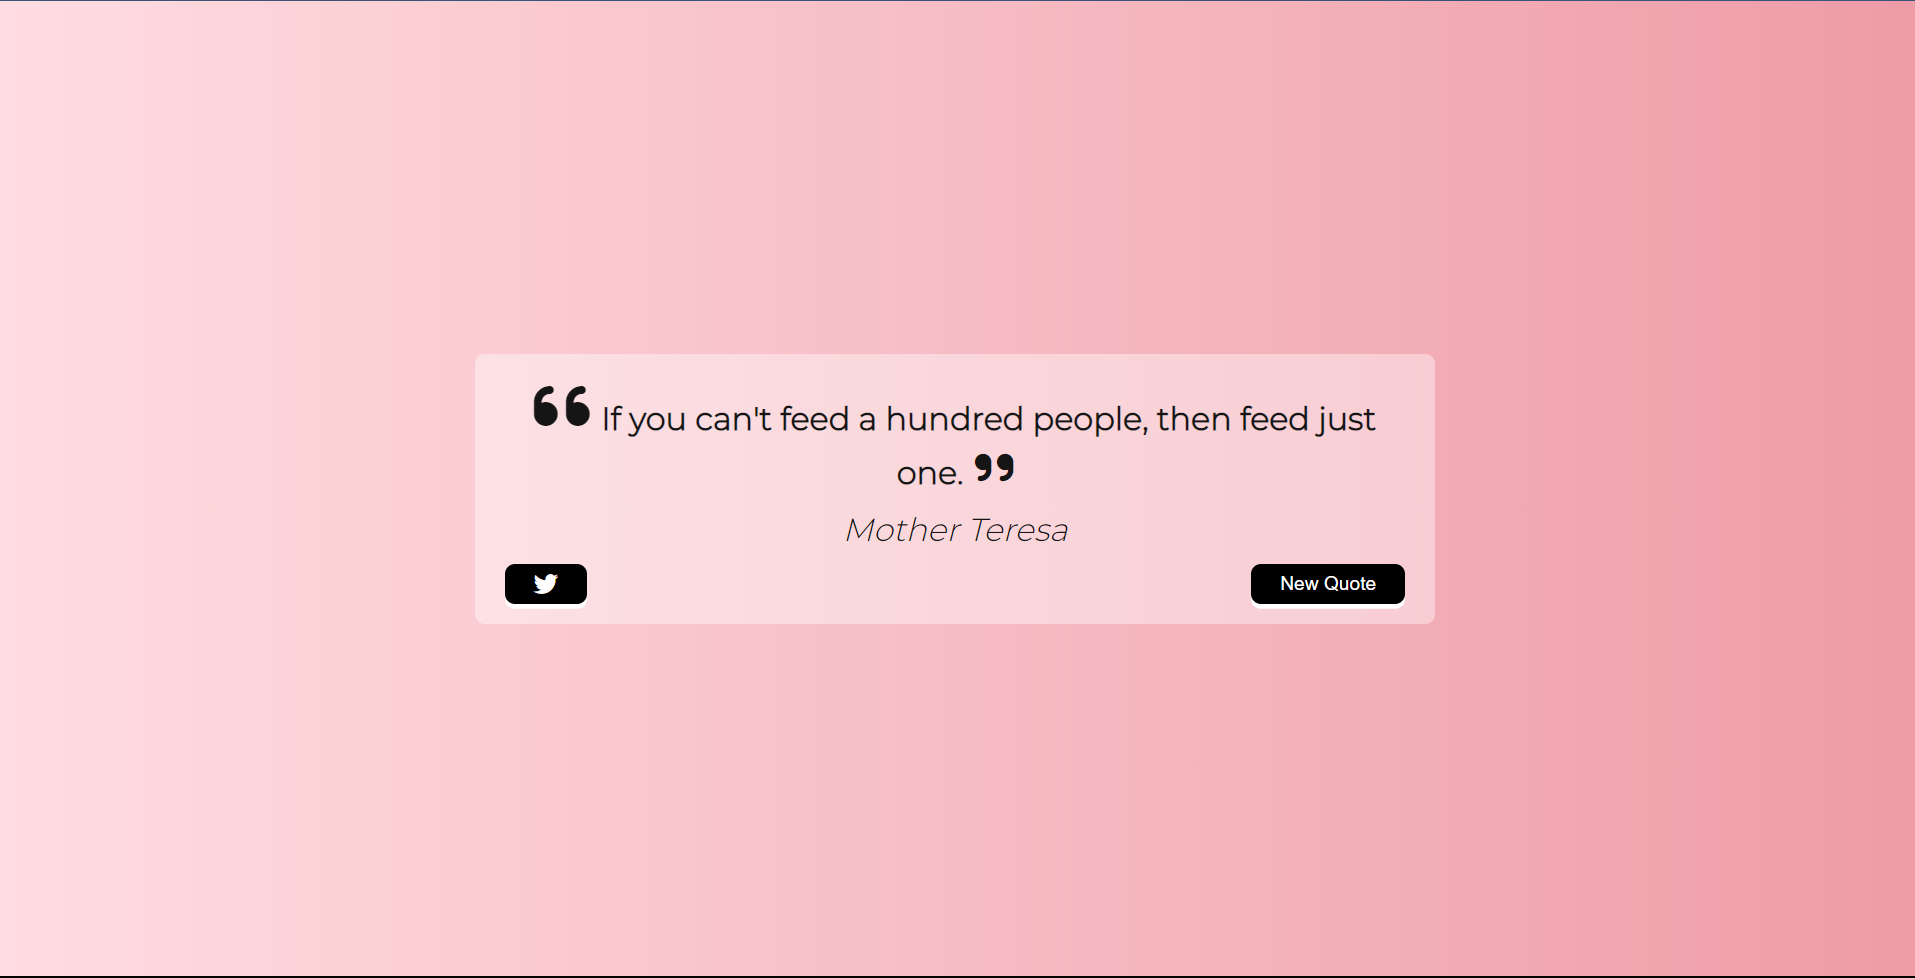 “ If you can't feed a hundred people, then feed just
one. ”
Mother Teresa
New Quote